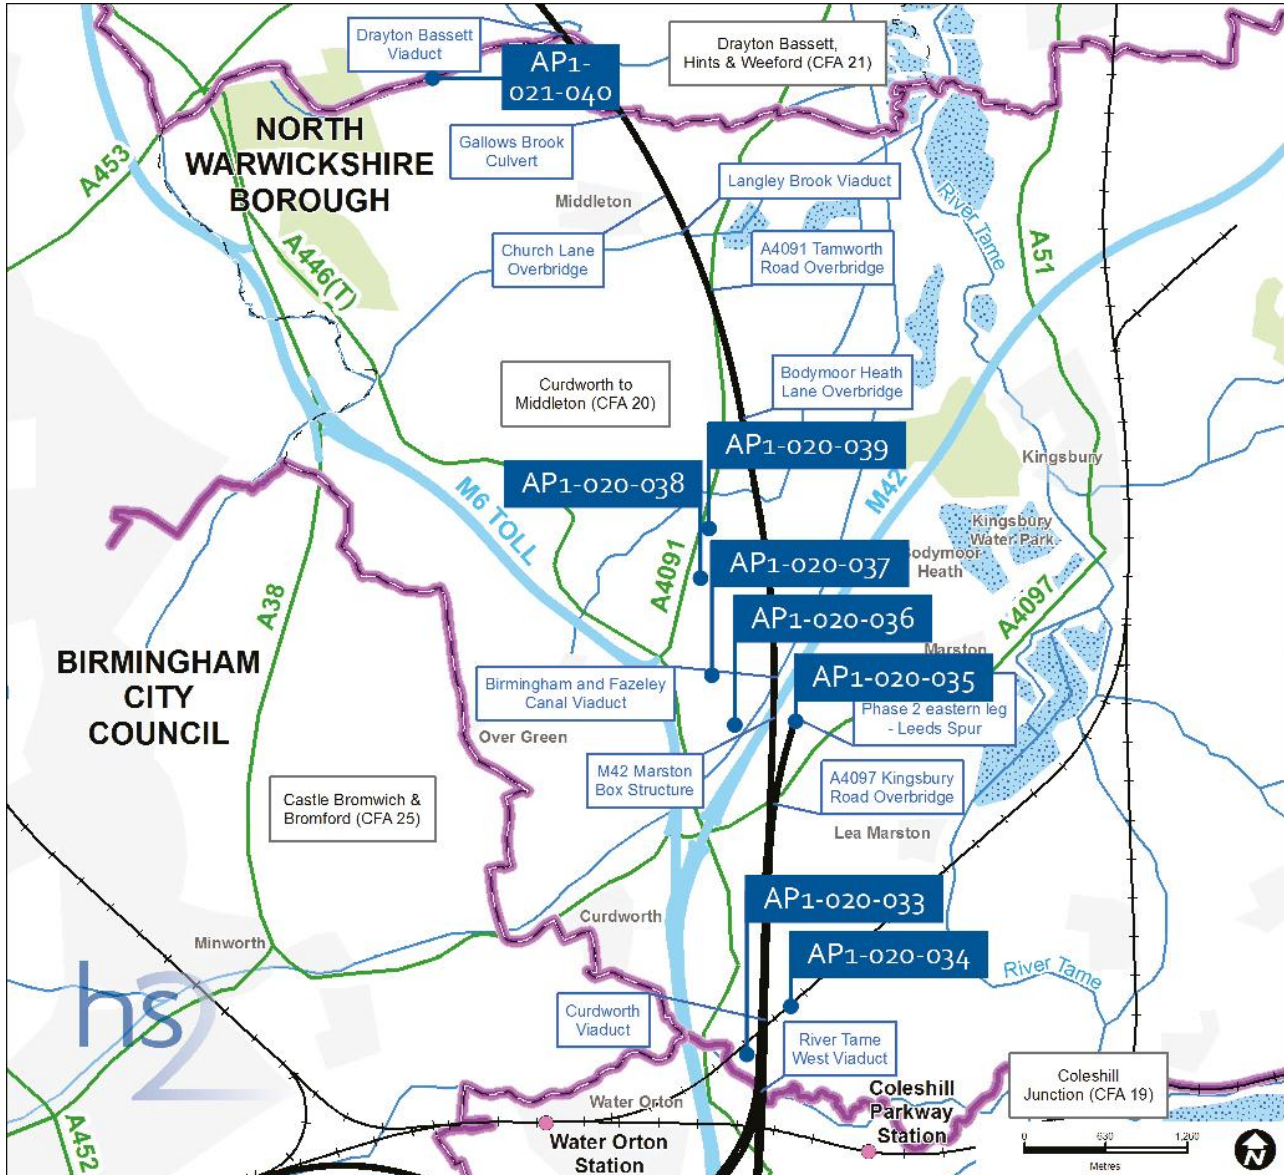 Drayton Bassett
Viaduct
AP1-
021-040
Drayton Bassett,
Hints & Weeford (CFA 21)
NORTH
WARWICKSHIRE
BOROUGH
A453
Gallows Brook
Culvert
Middleton
Langley Brook Viaduct
River Tame
A51
A446(T)
Church Lane
Overbridge
A4091 Tamworth
Road Overbridge
Curdworth to
Middleton (CFA 20)
Bodymoor Heath
Lane Overbridge
AP1-020-039
AP1-020-038
M42
Kingsbury
M6 TOLL
Kingsbury
Water Park
A4091
AP1-020-037
Bodymoor
Heath
A4097
A38
AP1-020-036
Marston
BIRMINGHAM
CITY
COUNCIL
Birmingham and Fazeley
Canal Viaduct
AP1-020-035
Phase 2 eastern leg
- Leeds Spur
Over Green
M42 Marston
Box Structure
A4097 Kingsbury
Road Overbridge
Castle Bromwich &
Bromford (CFA 25)
Lea Marston
AP1-020-033
Curdworth
Minworth
AP1-020-034
River Tame
hs2
Curdworth
Viaduct
River Tame
West Viaduct
Coleshill
Junction (CFA 19)
Water Orton
Coleshill
Parkway
Station
A452
Water Orton
Station
0 630 1,260
Metres
N